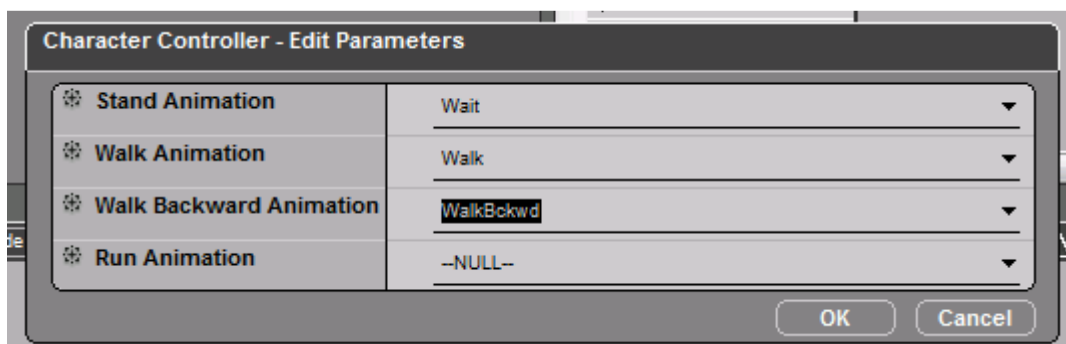 Character Controller - Edit Parameters
Stand Animation Wait
Walk Animation Walk
Walk Backward Animation WalkBckwd
Run Animation --NULL--
OK Cancel